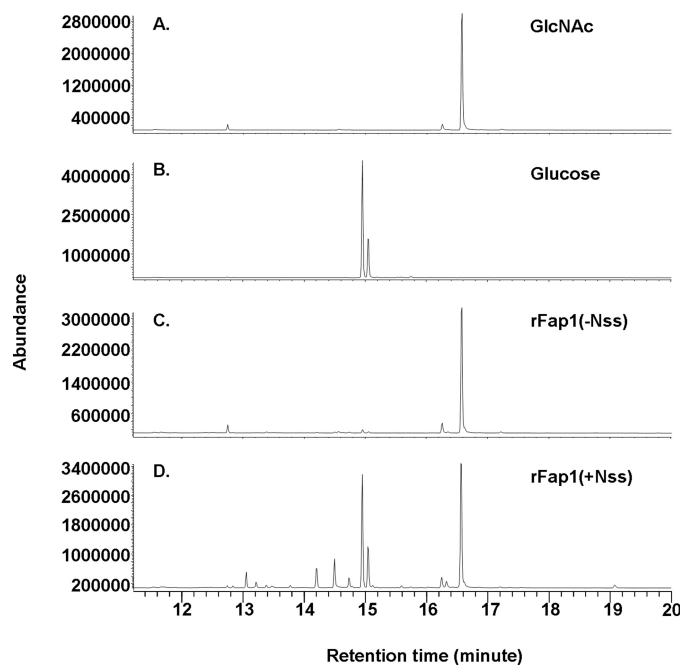 A.
GlcNAc
2800000
2000000
1200000
400000
B.
Glucose
4000000
2500000
1000000
Abundance
C.
rFap1(-Nss)
3000000
2200000
1400000
600000
D.
rFap1(+Nss)
3400000
2600000
1800000
1000000
200000
12 13 14 15 16 17 18 19 20
Retention time (minute)